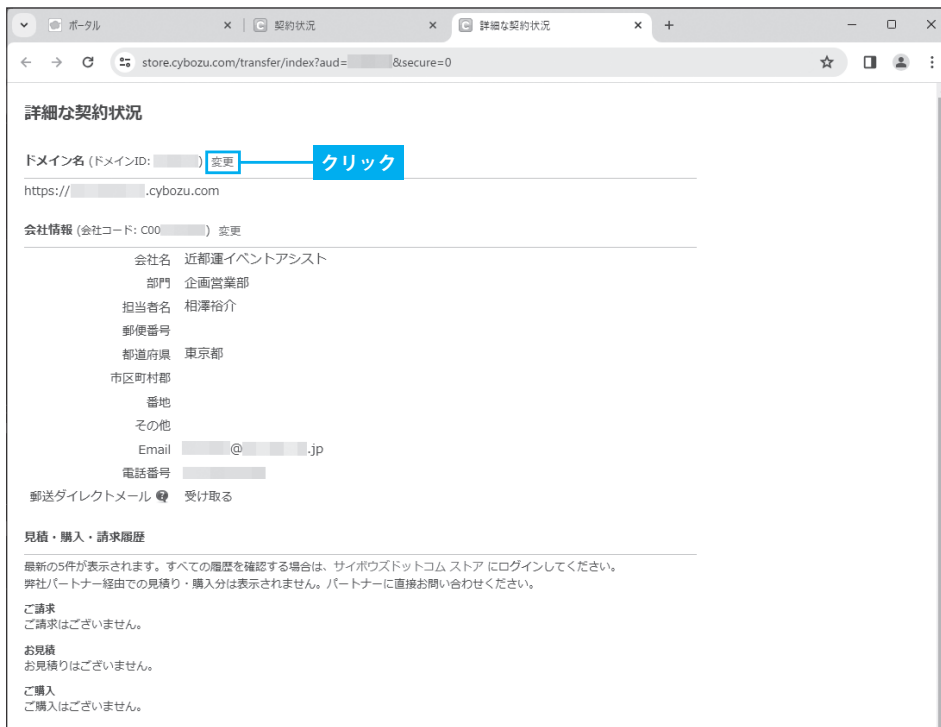 ポータル
契約状況
詳細な契約状況
store.cybozu.com/transfer/index?aud= &secure=0
詳細な契約状況
ドメイン名 (ドメインID: ) 変更
クリック
https:// .cybozu.com
会社情報 (会社コード: C00 ) 変更
会社名 近都運イベントアシスト
部門 企画営業部
担当者名 相澤裕介
郵便番号
都道府県 東京都
市区町村郡
番地
その他
Email @ .jp
電話番号
郵送ダイレクトメール ? 受け取る
見積・購入・請求履歴
最新の5件が表示されます。すべての履歴を確認する場合は、サイボウズドットコム ストア にログインしてください。
弊社パートナー経由での見積り・購入分は表示されません。パートナーに直接お問い合わせください。
ご請求
ご請求はございません。
お見積
お見積りはございません。
ご購入
ご購入はございません。